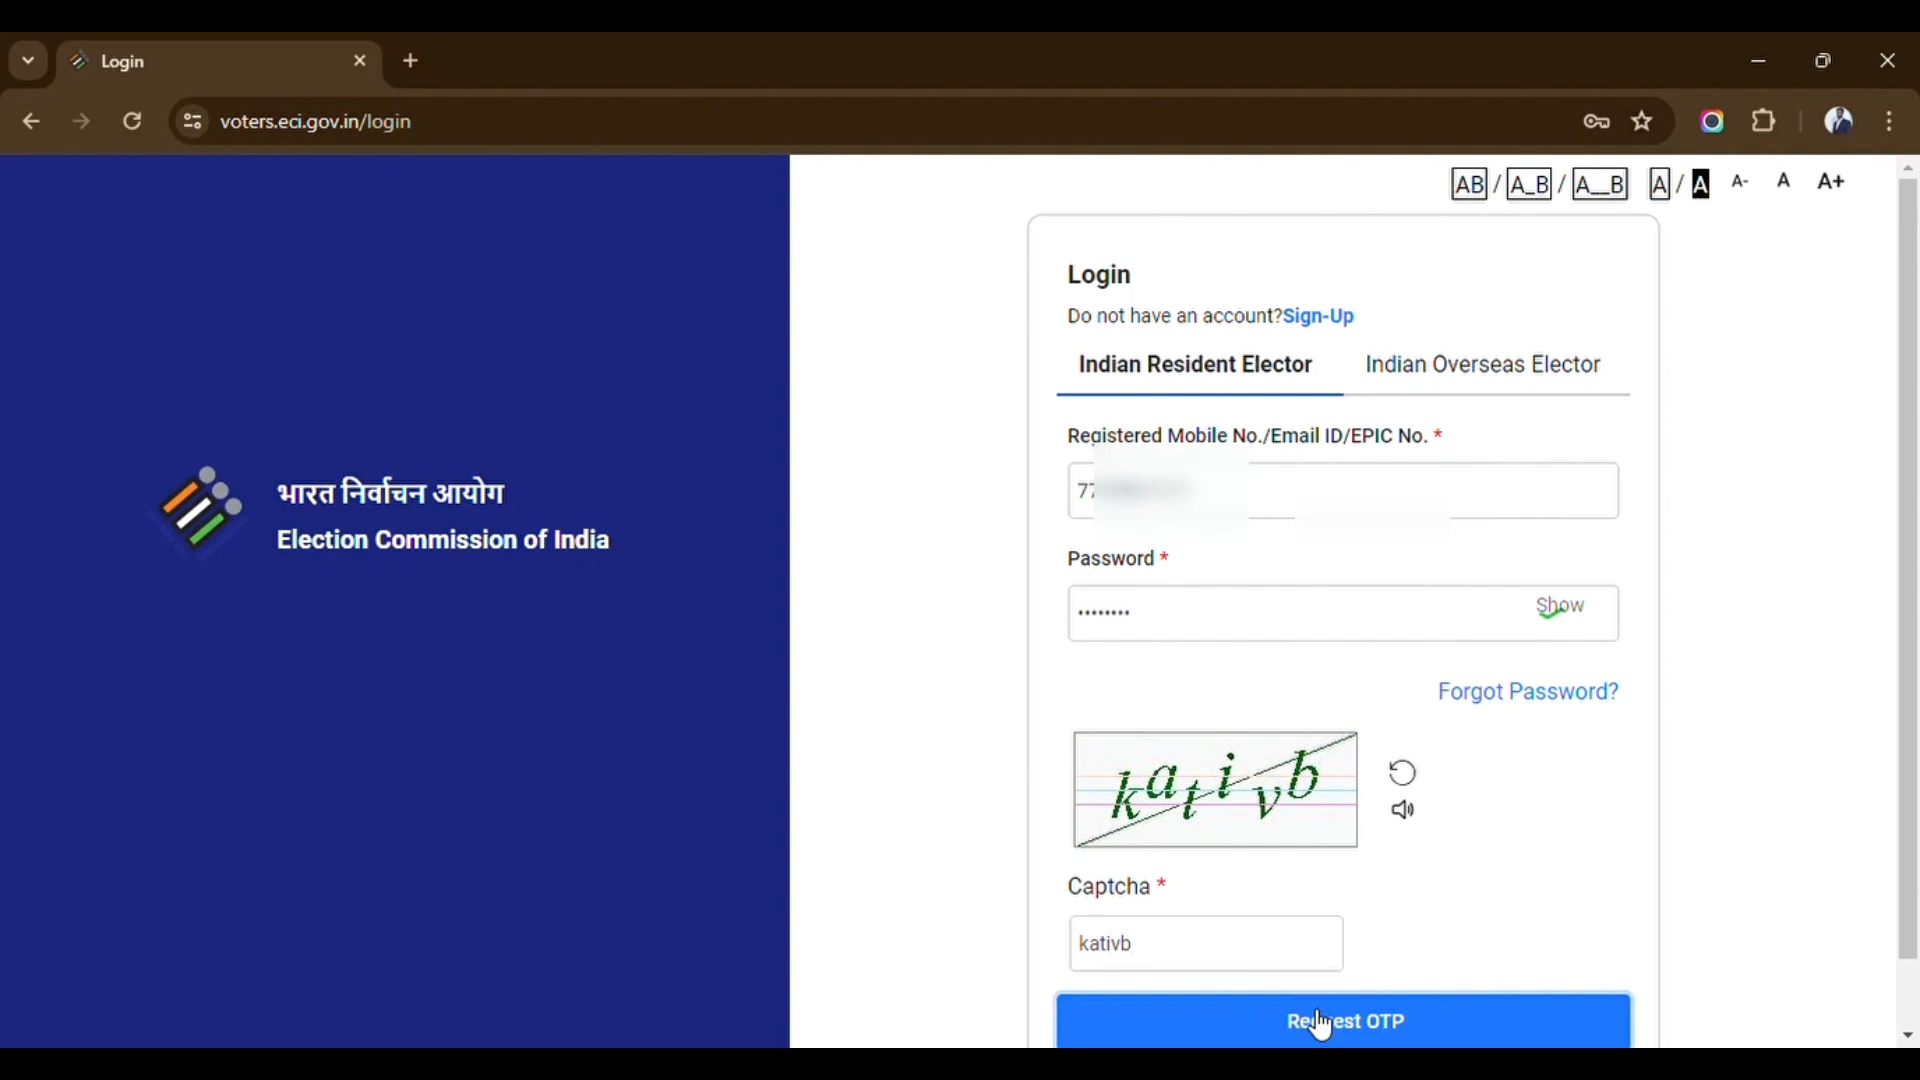 Login
voters.eci.gov.in/login
AB / A_B / A__B A / A A- A A+
भारत निर्वाचन आयोग
Election Commission of India
Login
Do not have an account?Sign-Up
Indian Resident Elector Indian Overseas Elector
Registered Mobile No./Email ID/EPIC No. *
77
Password *
•••••••• Show
Forgot Password?
kativb
Captcha *
kativb
Request OTP